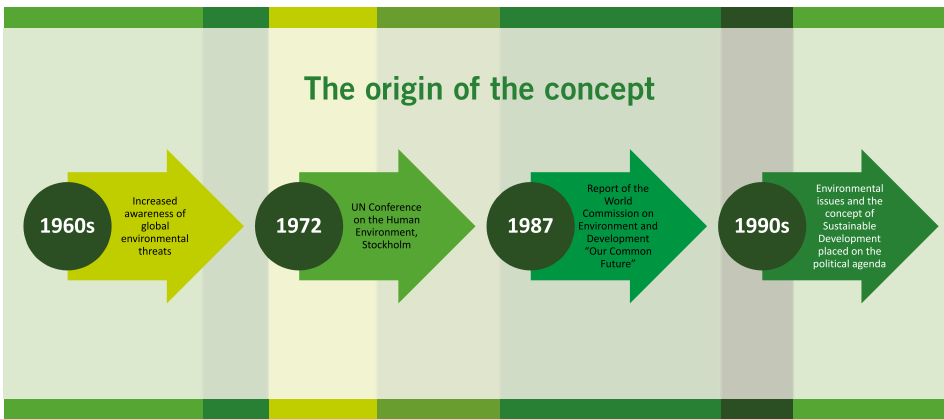 The origin of the concept
1960s
Increased
awareness of
global
environmental
threats
1972
UN Conference
on the Human
Environment,
Stockholm
1987
Report of the
World
Commission on
Environment and
Development
“Our Common
Future”
1990s
Environmental
issues and the
concept of
Sustainable
Development
placed on the
political agenda